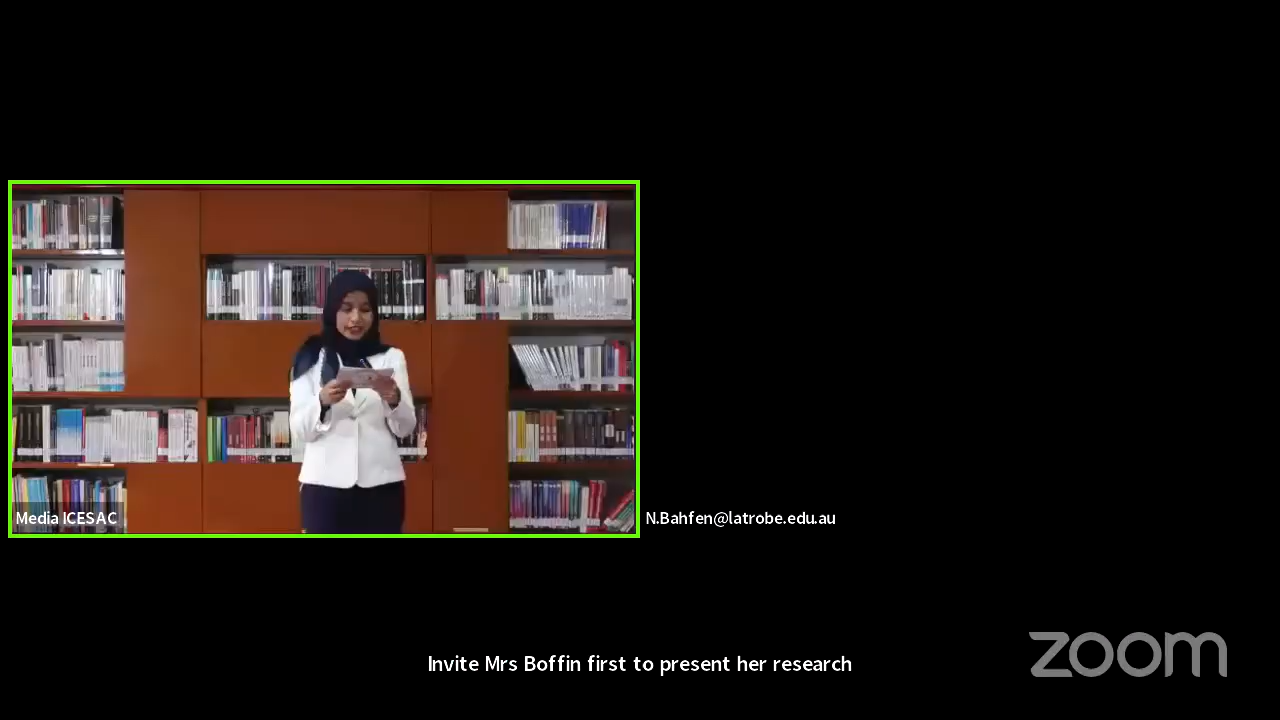 Media ICESAC
N.Bahfen@latrobe.edu.au
Invite Mrs Boffin first to present her research
zoom